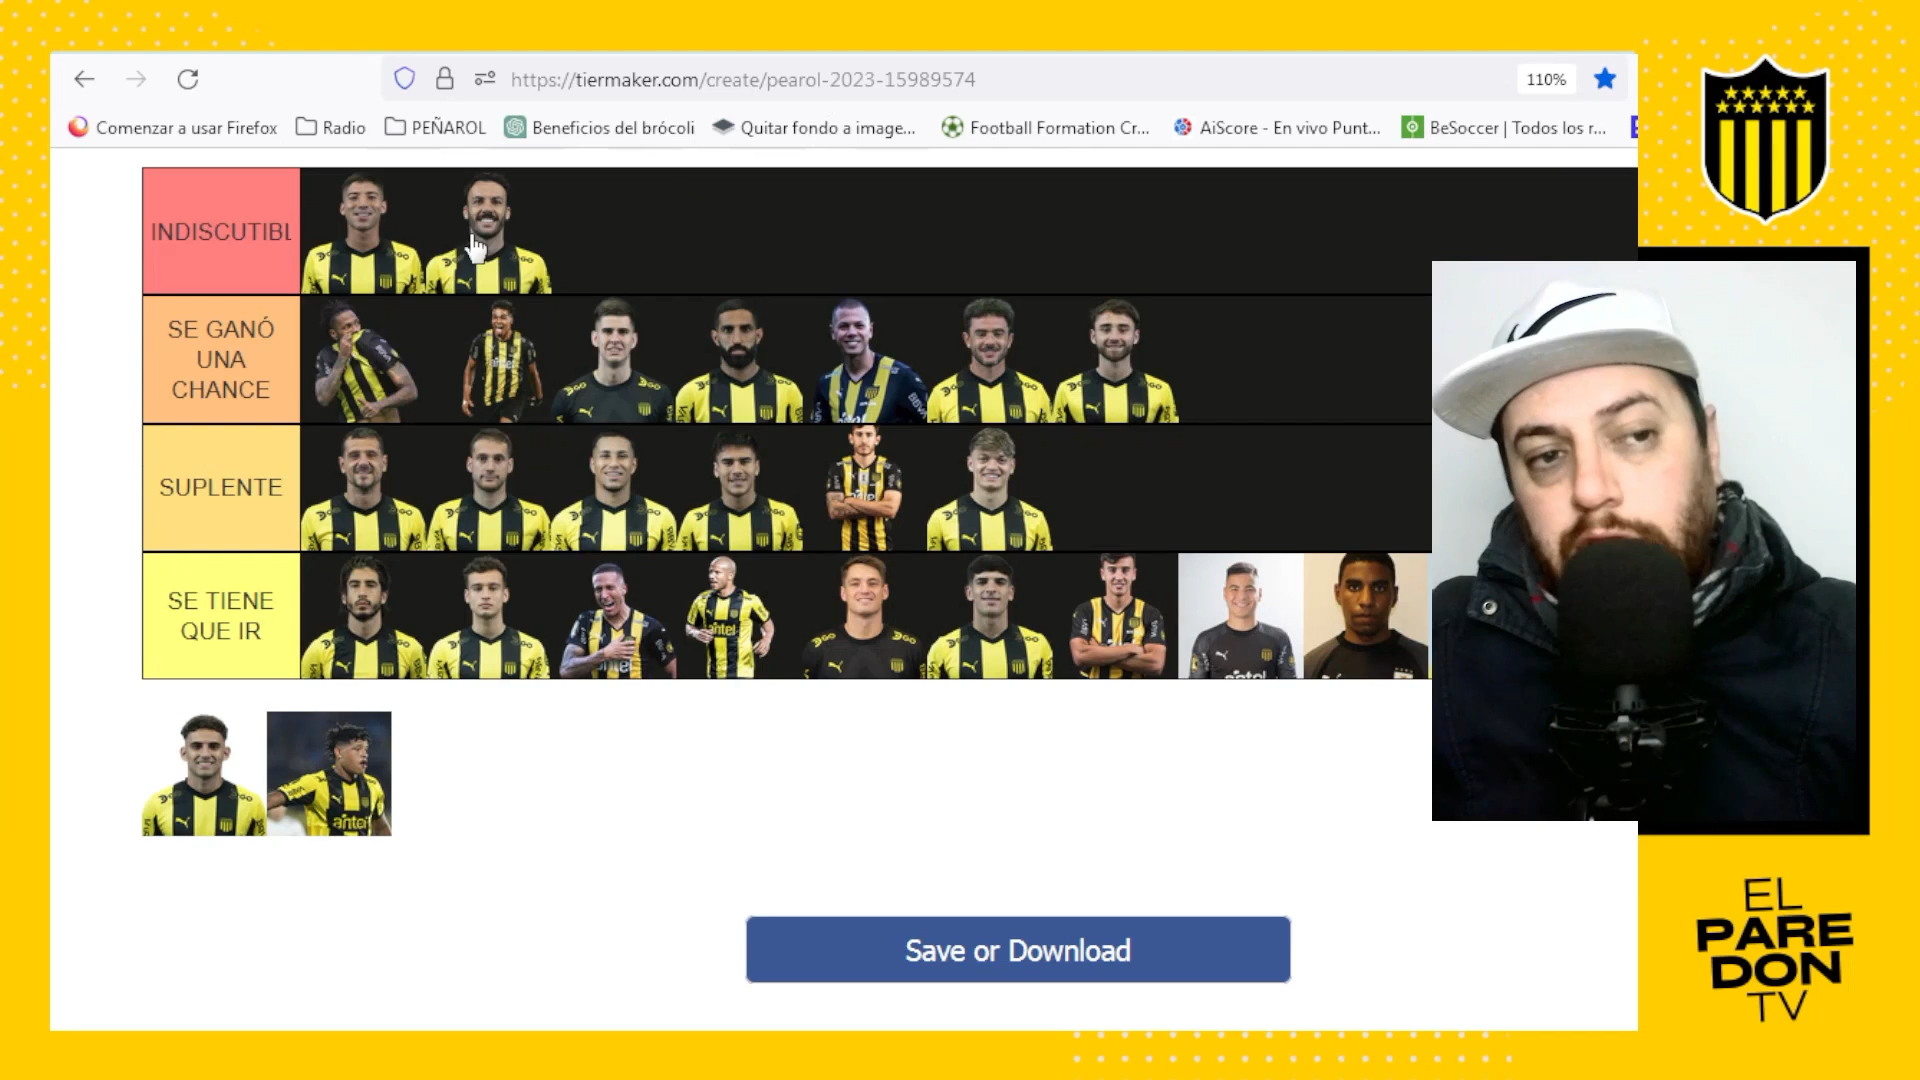 https://tiermaker.com/create/pearol-2023-15989574
110%
Comenzar a usar Firefox
Radio
PEÑAROL
Beneficios del brócoli
Quitar fondo a image...
Football Formation Cr...
AiScore - En vivo Punt...
BeSoccer | Todos los r...
INDISCUTIBL
SE GANÓ
UNA
CHANCE
SUPLENTE
SE TIENE
QUE IR
Save or Download
EL
PARE
DON
TV